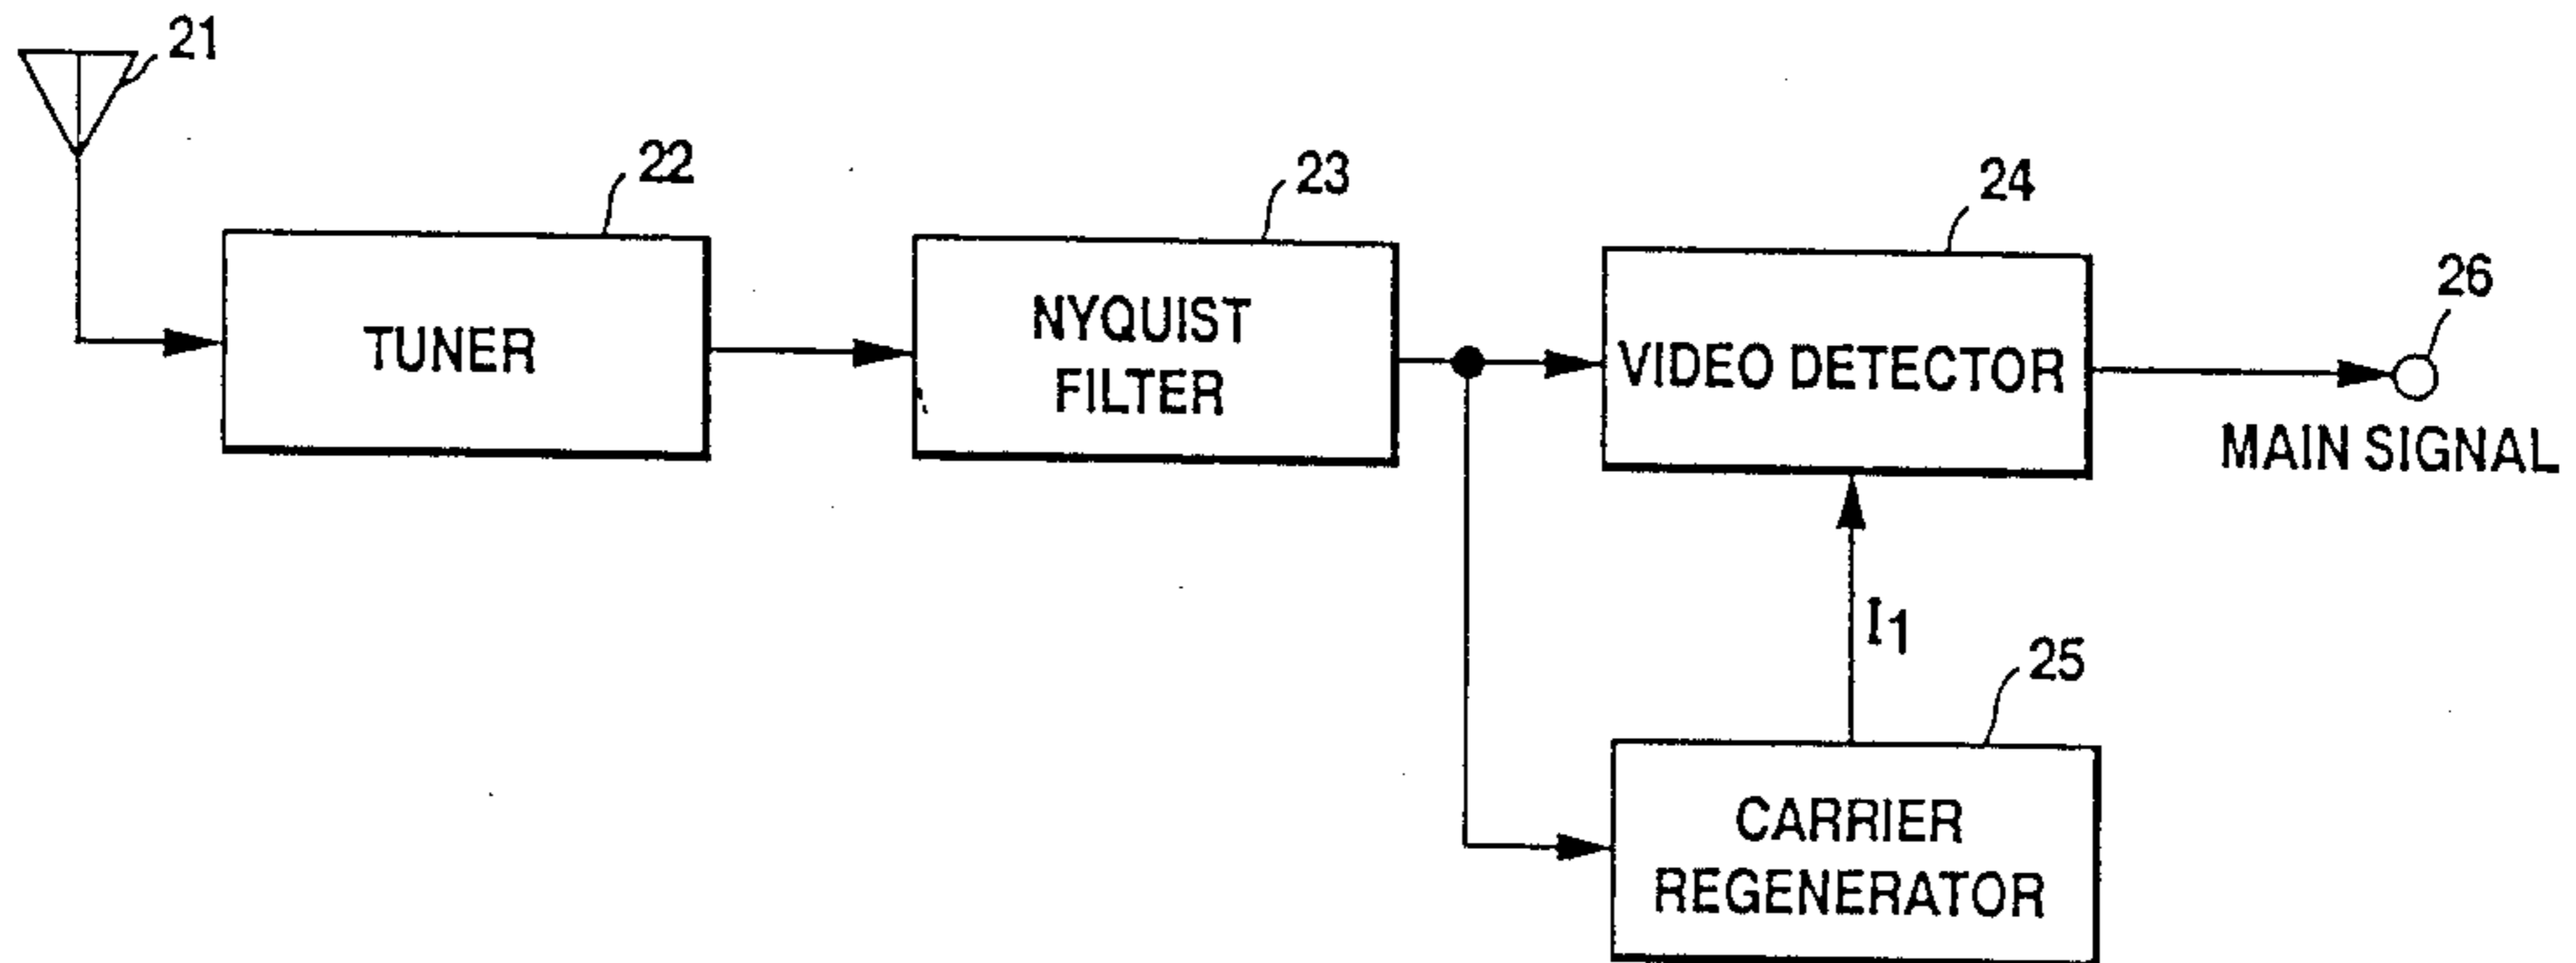 21
22
23
24
26
TUNER
NYQUIST
FILTER
VIDEO DETECTOR
MAIN SIGNAL
I1
25
CARRIER
REGENERATOR